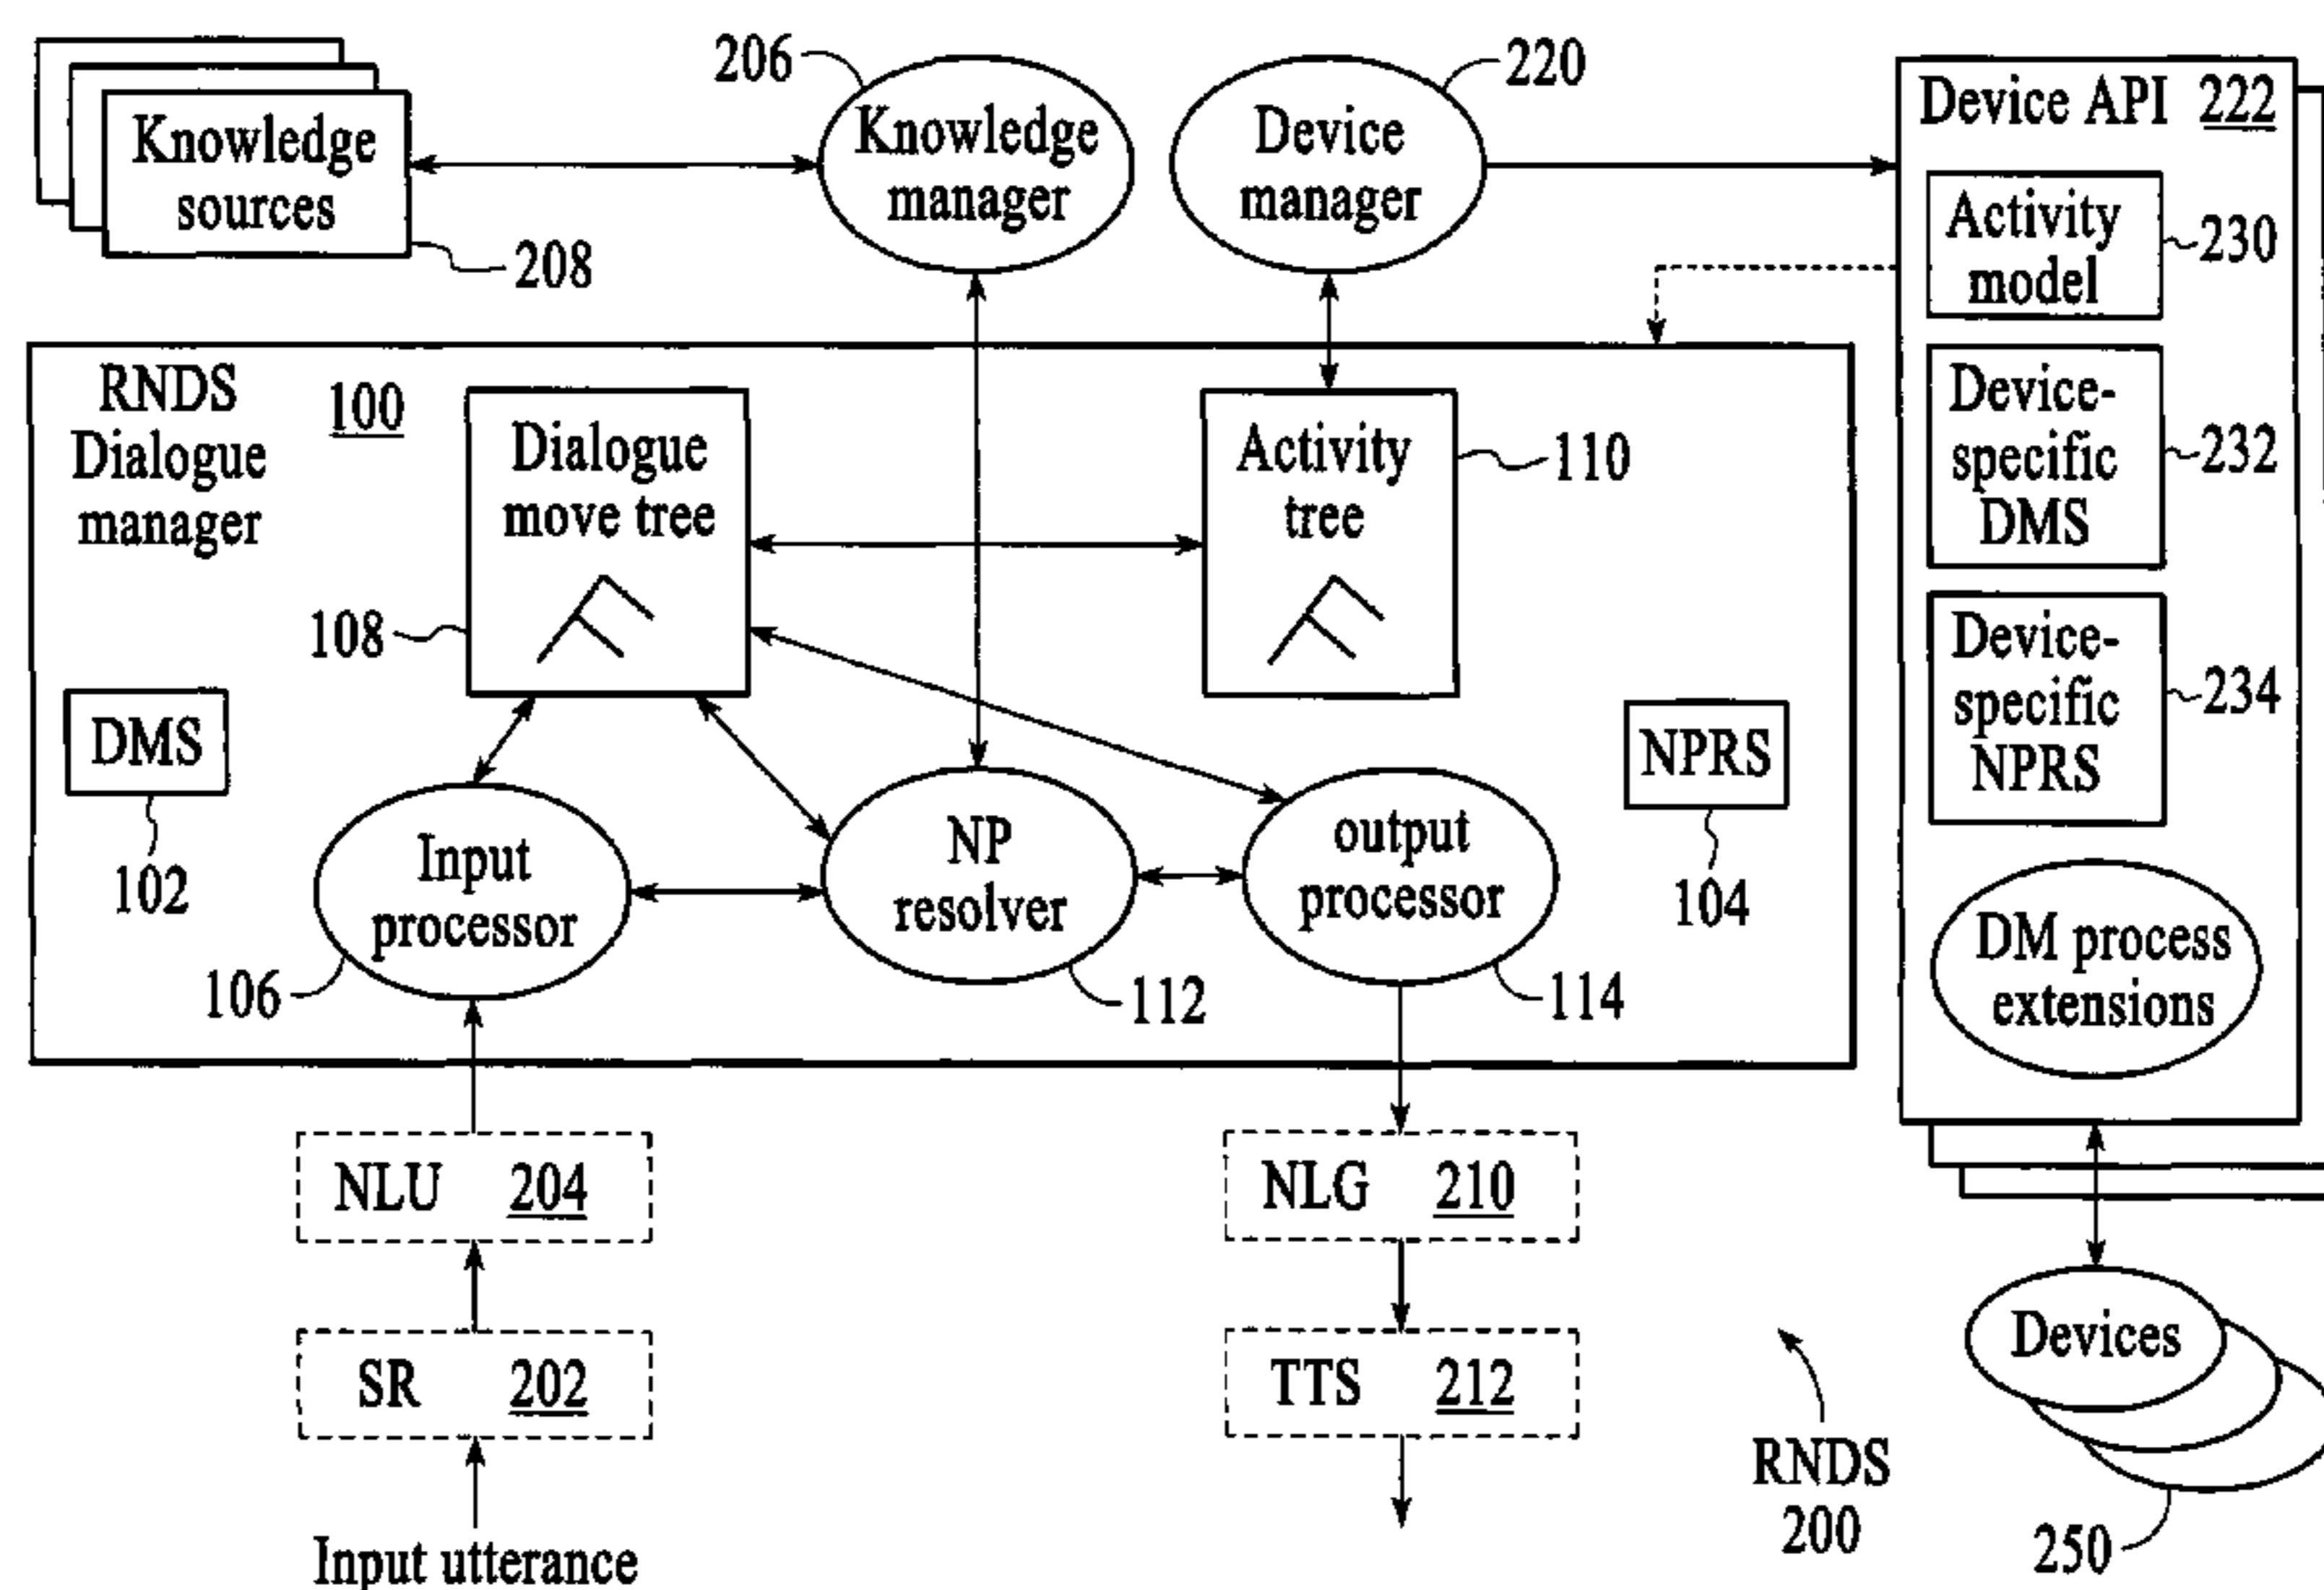 206
220
Knowledge
sources
208
Knowledge
manager
Device
manager
Device API 222
Activity
model
230
Device-
specific
DMS
232
Device-
specific
NPRS
234
DM process
extensions
RNDS
Dialogue
manager
100
Dialogue
move tree
108
Activity
tree
110
DMS
102
NPRS
104
Input
processor
106
NP
resolver
112
output
processor
114
NLU 204
SR 202
Input utterance
NLG 210
TTS 212
RNDS
200
Devices
250